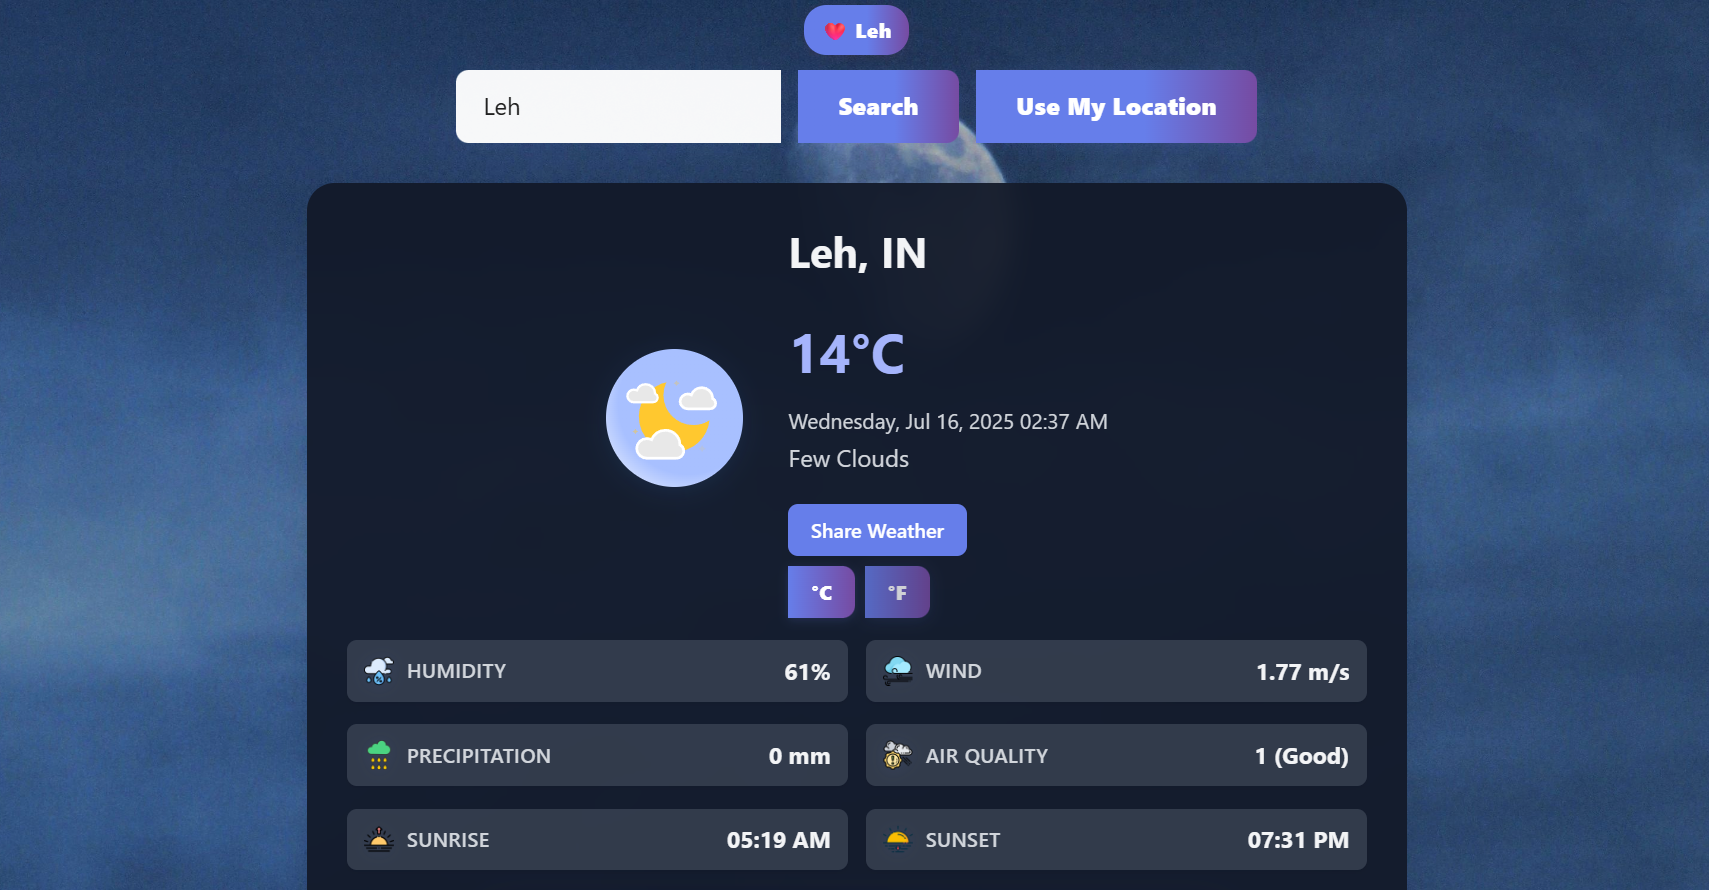 Leh
Leh
Search
Use My Location
Leh, IN
14°C
Wednesday, Jul 16, 2025 02:37 AM
Few Clouds
Share Weather
°C
°F
HUMIDITY 61%
WIND 1.77 m/s
PRECIPITATION 0 mm
AIR QUALITY 1 (Good)
SUNRISE 05:19 AM
SUNSET 07:31 PM